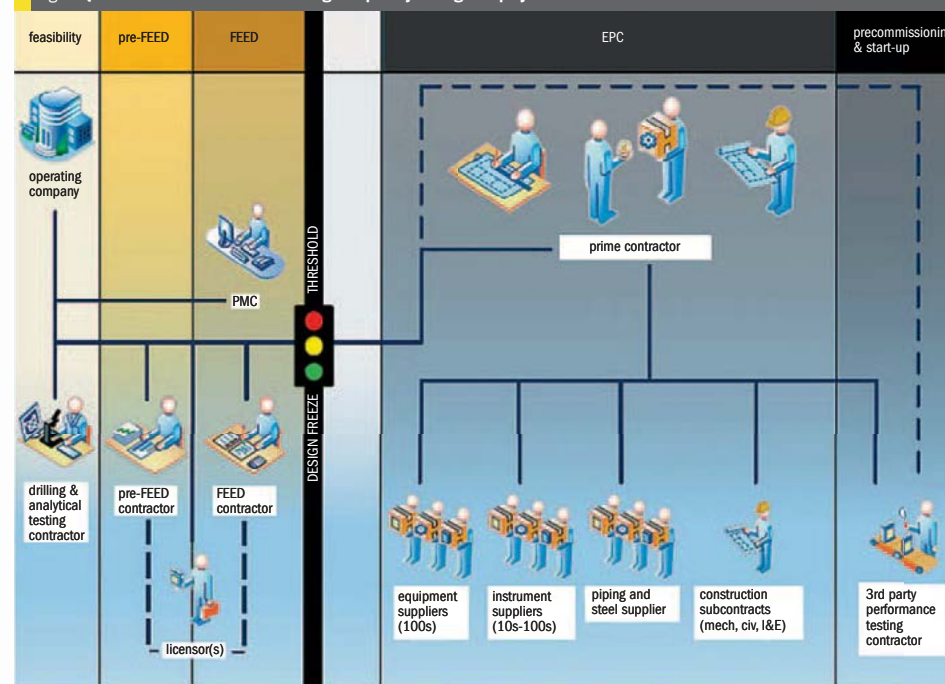 feasibility
pre-FEED
FEED
EPC
& start-up
operating
company
THRESHOLD
prime contractor
PMC
DESIGN FREEZE
drilling &
analytical
testing
contractor
pre-FEED
contractor
FEED
contractor
licensor(s)
equipment
suppliers
(100s)
instrument
suppliers
(10s-100s)
piping and
steel supplier
construction
subcontracts
(mech, civ, I&E)
3rd party
performance
testing
contractor